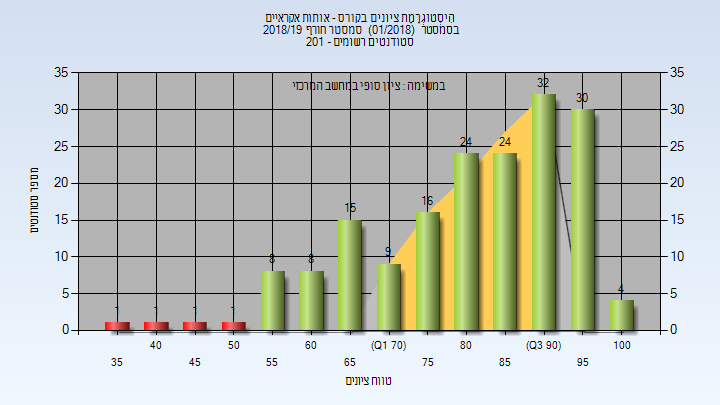 היסטוגרמת ציונים בקורס - אותות אקראיים
בסמסטר (01/2018) סמסטר חורף 2018/19
סטודנטים רשומים - 201
במשימה : ציון סופי במחשב המרכזי
מספר סטודנטים
35 30 25 20 15 10 5 0
35 30 25 20 15 10 5 0
1 1 1 1 8 8 15 9 16 24 24 32 30 4
40 50 60 (Q1 70) 80 (Q3 90) 100
35 45 55 65 75 85 95
טווח ציונים